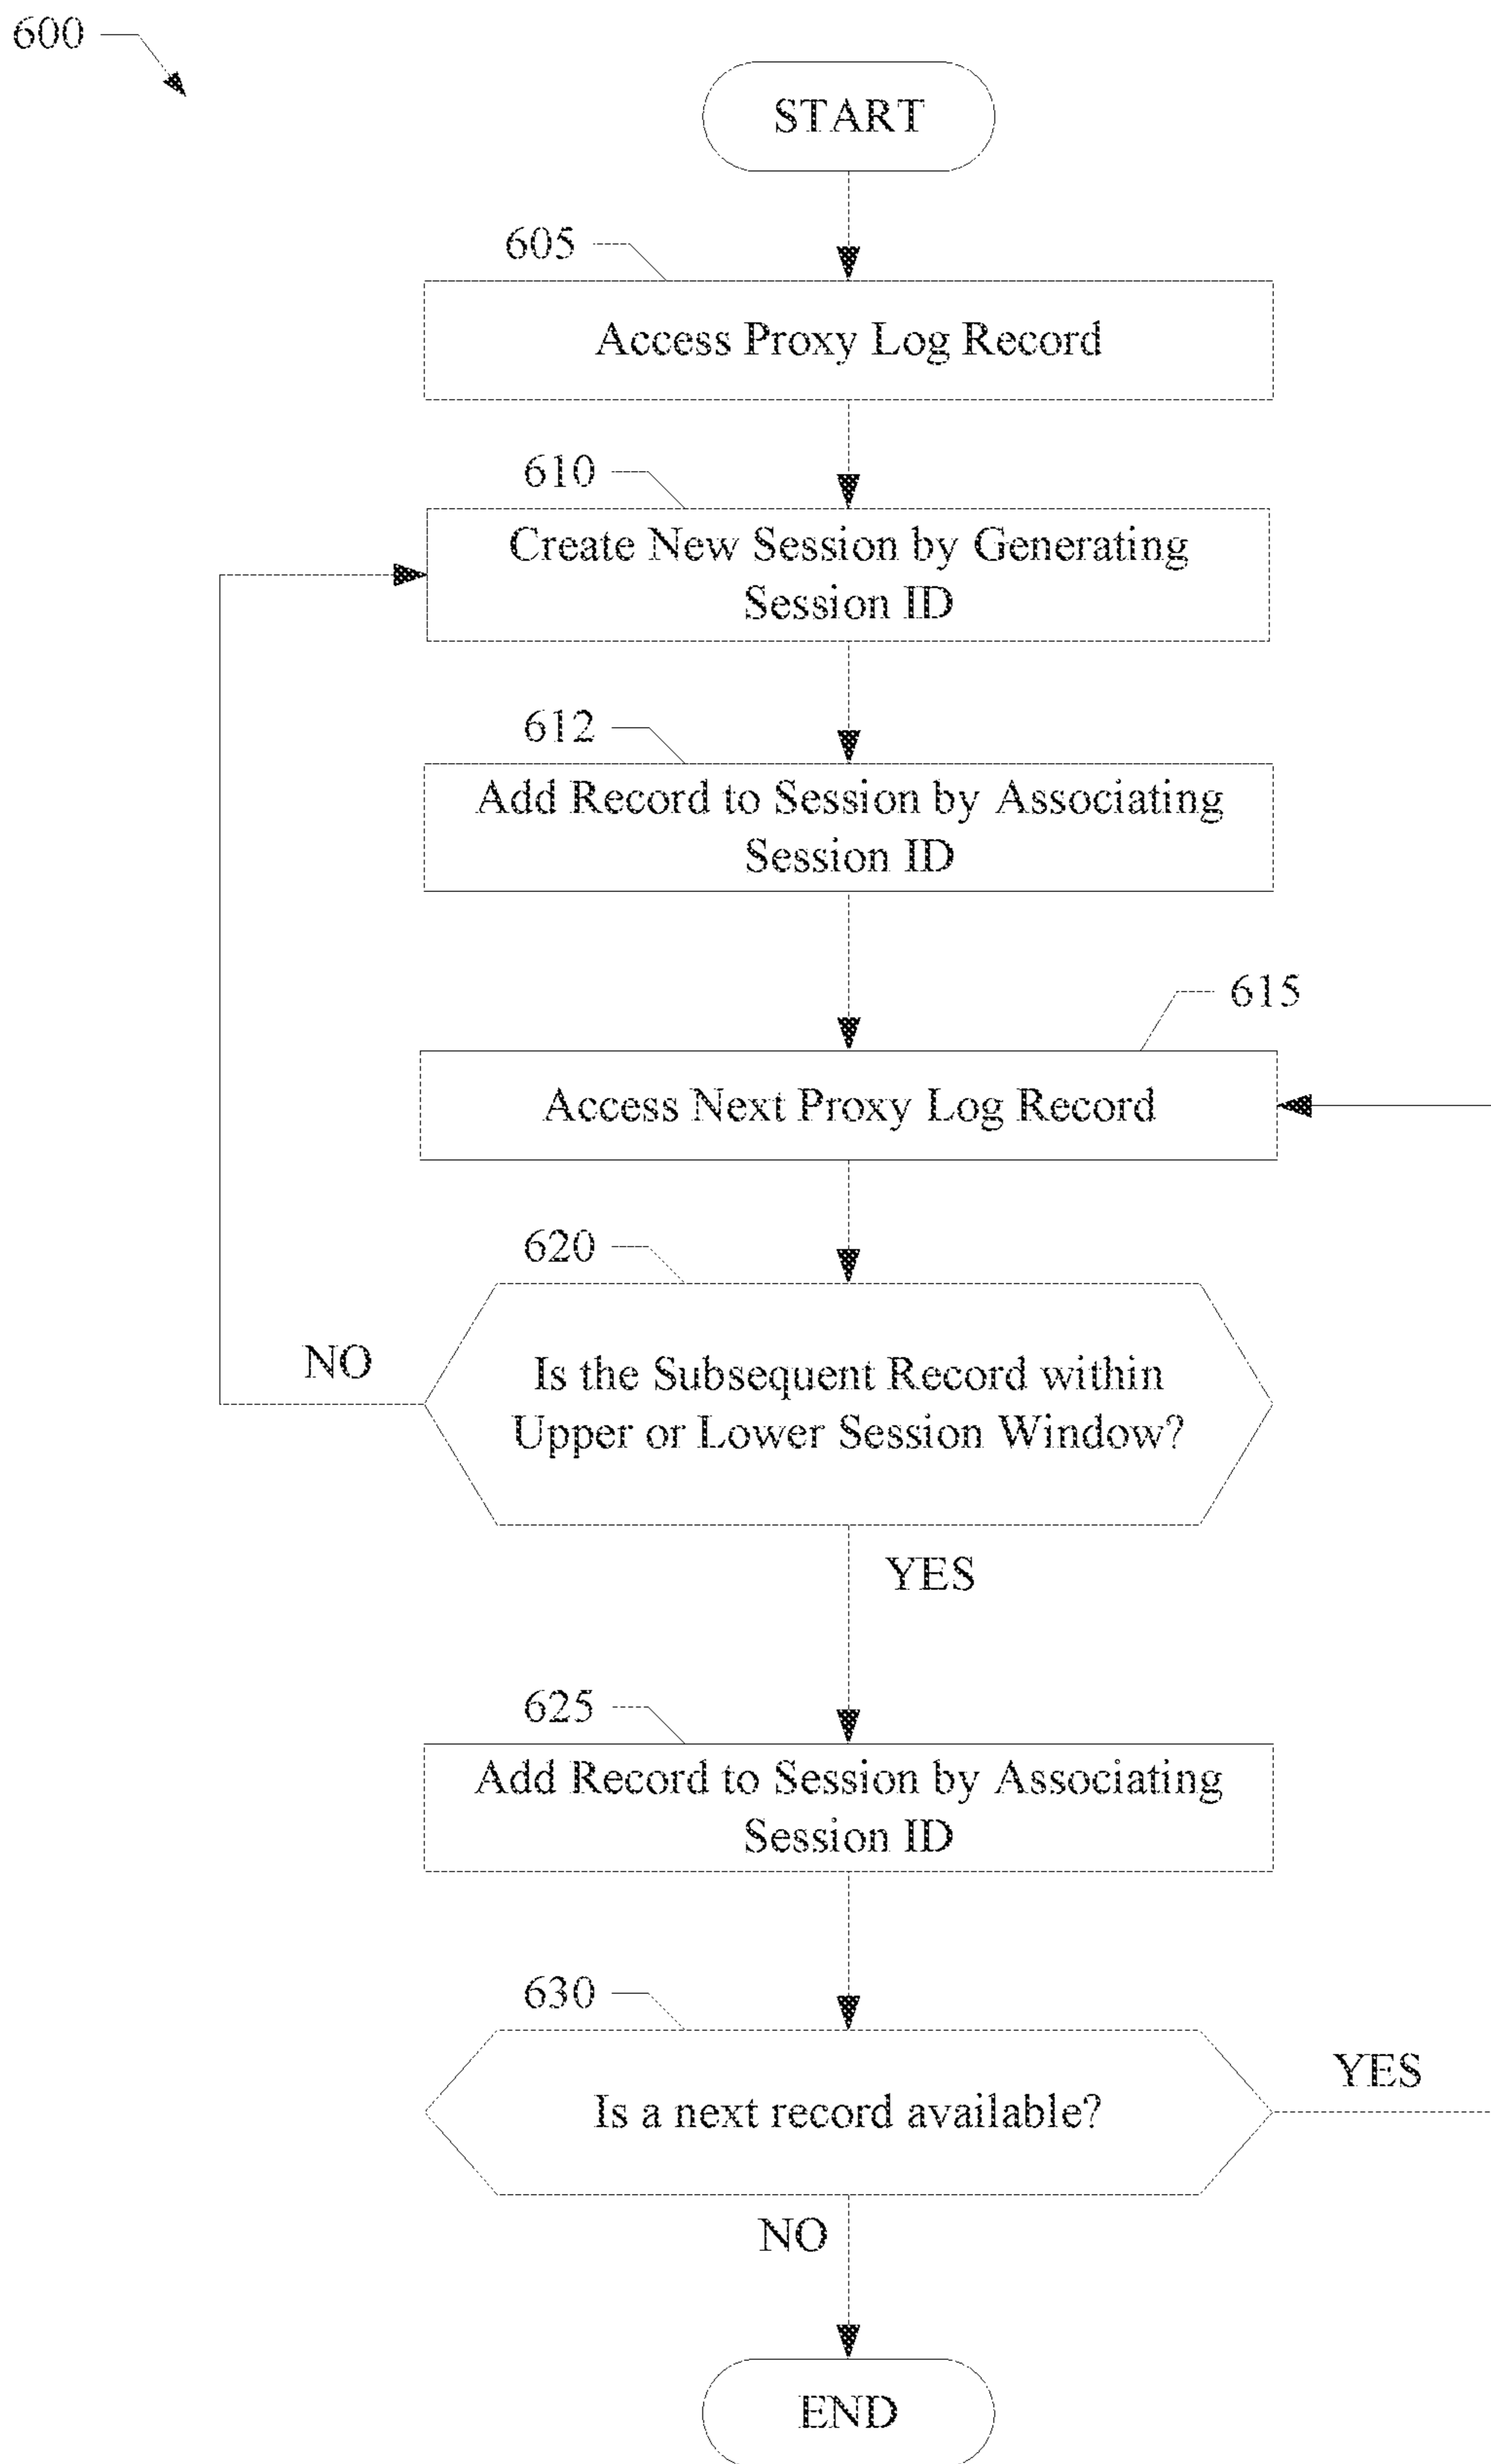 600
START
605
Access Proxy Log Record
610
Create New Session by Generating
Session ID
612
Add Record to Session by Associating
Session ID
615
Access Next Proxy Log Record
620
NO
Is the Subsequent Record within
Upper or Lower Session Window?
YES
625
Add Record to Session by Associating
Session ID
630
YES
Is a next record available?
NO
END